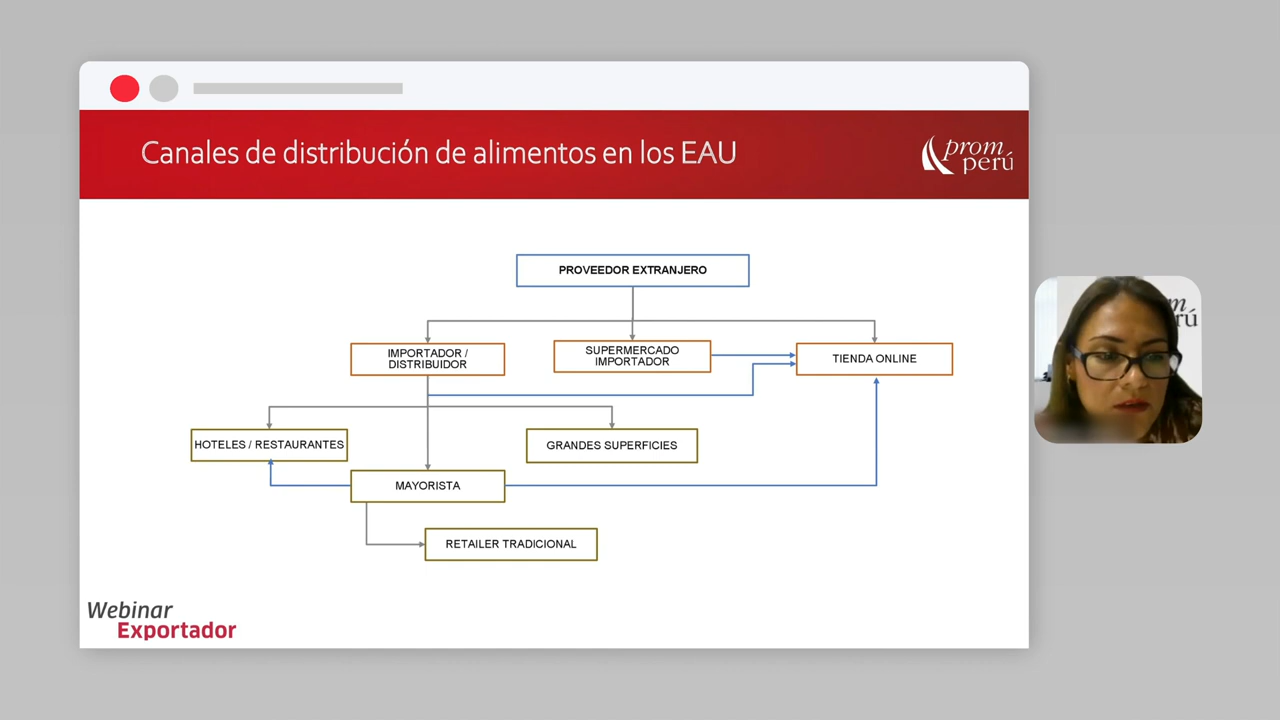 Canales de distribución de alimentos en los EAU
prom
perú
PROVEEDOR EXTRANJERO
IMPORTADOR /
DISTRIBUIDOR
SUPERMERCADO
IMPORTADOR
TIENDA ONLINE
HOTELES / RESTAURANTES
GRANDES SUPERFICIES
MAYORISTA
RETAILER TRADICIONAL
Webinar
Exportador
m
rú